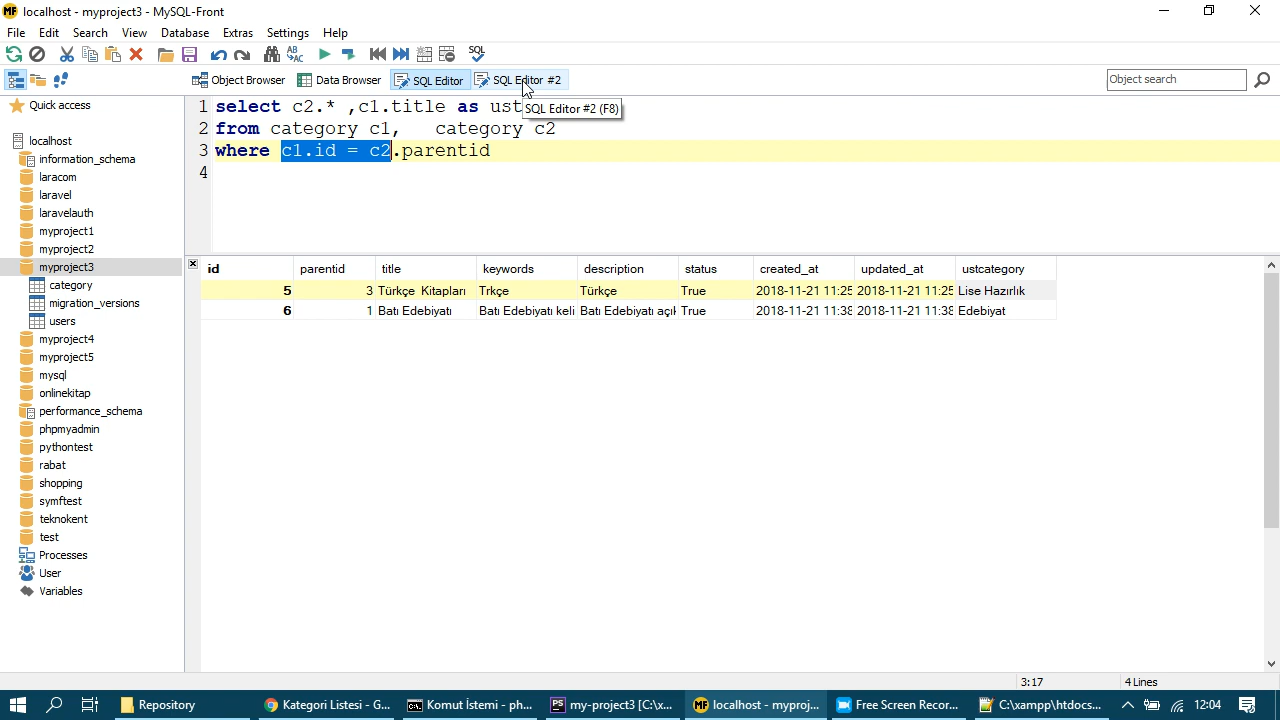 MF localhost - myproject3 - MySQL-Front
File Edit Search View Database Extras Settings Help
SQL
Object Browser Data Browser SQL Editor SQL Editor #2 Object search
SQL Editor #2 (F8)
Quick access
localhost
information_schema
laracom
laravel
laravelauth
myproject1
myproject2
myproject3
category
migration_versions
users
myproject4
myproject5
mysql
onlinekitap
performance_schema
phpmyadmin
pythontest
rabat
shopping
symftest
teknokent
test
Processes
User
Variables
1 select c2.* ,c1.title as ust
2 from category c1, category c2
3 where c1.id = c2.parentid
4
id parentid title keywords description status created_at updated_at ustcategory
5 3 Türkçe Kitapları Trkçe Türkçe True 2018-11-21 11:25 2018-11-21 11:25 Lise Hazırlık
6 1 Batı Edebiyatı Batı Edebiyatı keli Batı Edebiyatı açık True 2018-11-21 11:38 2018-11-21 11:38 Edebiyat
3:17 4 Lines
Repository Kategori Listesi - G... Komut İstemi - ph... PS my-project3 [C:\x... MF localhost - myproj... Free Screen Recor... C:\xampp\htdocs... 12:04